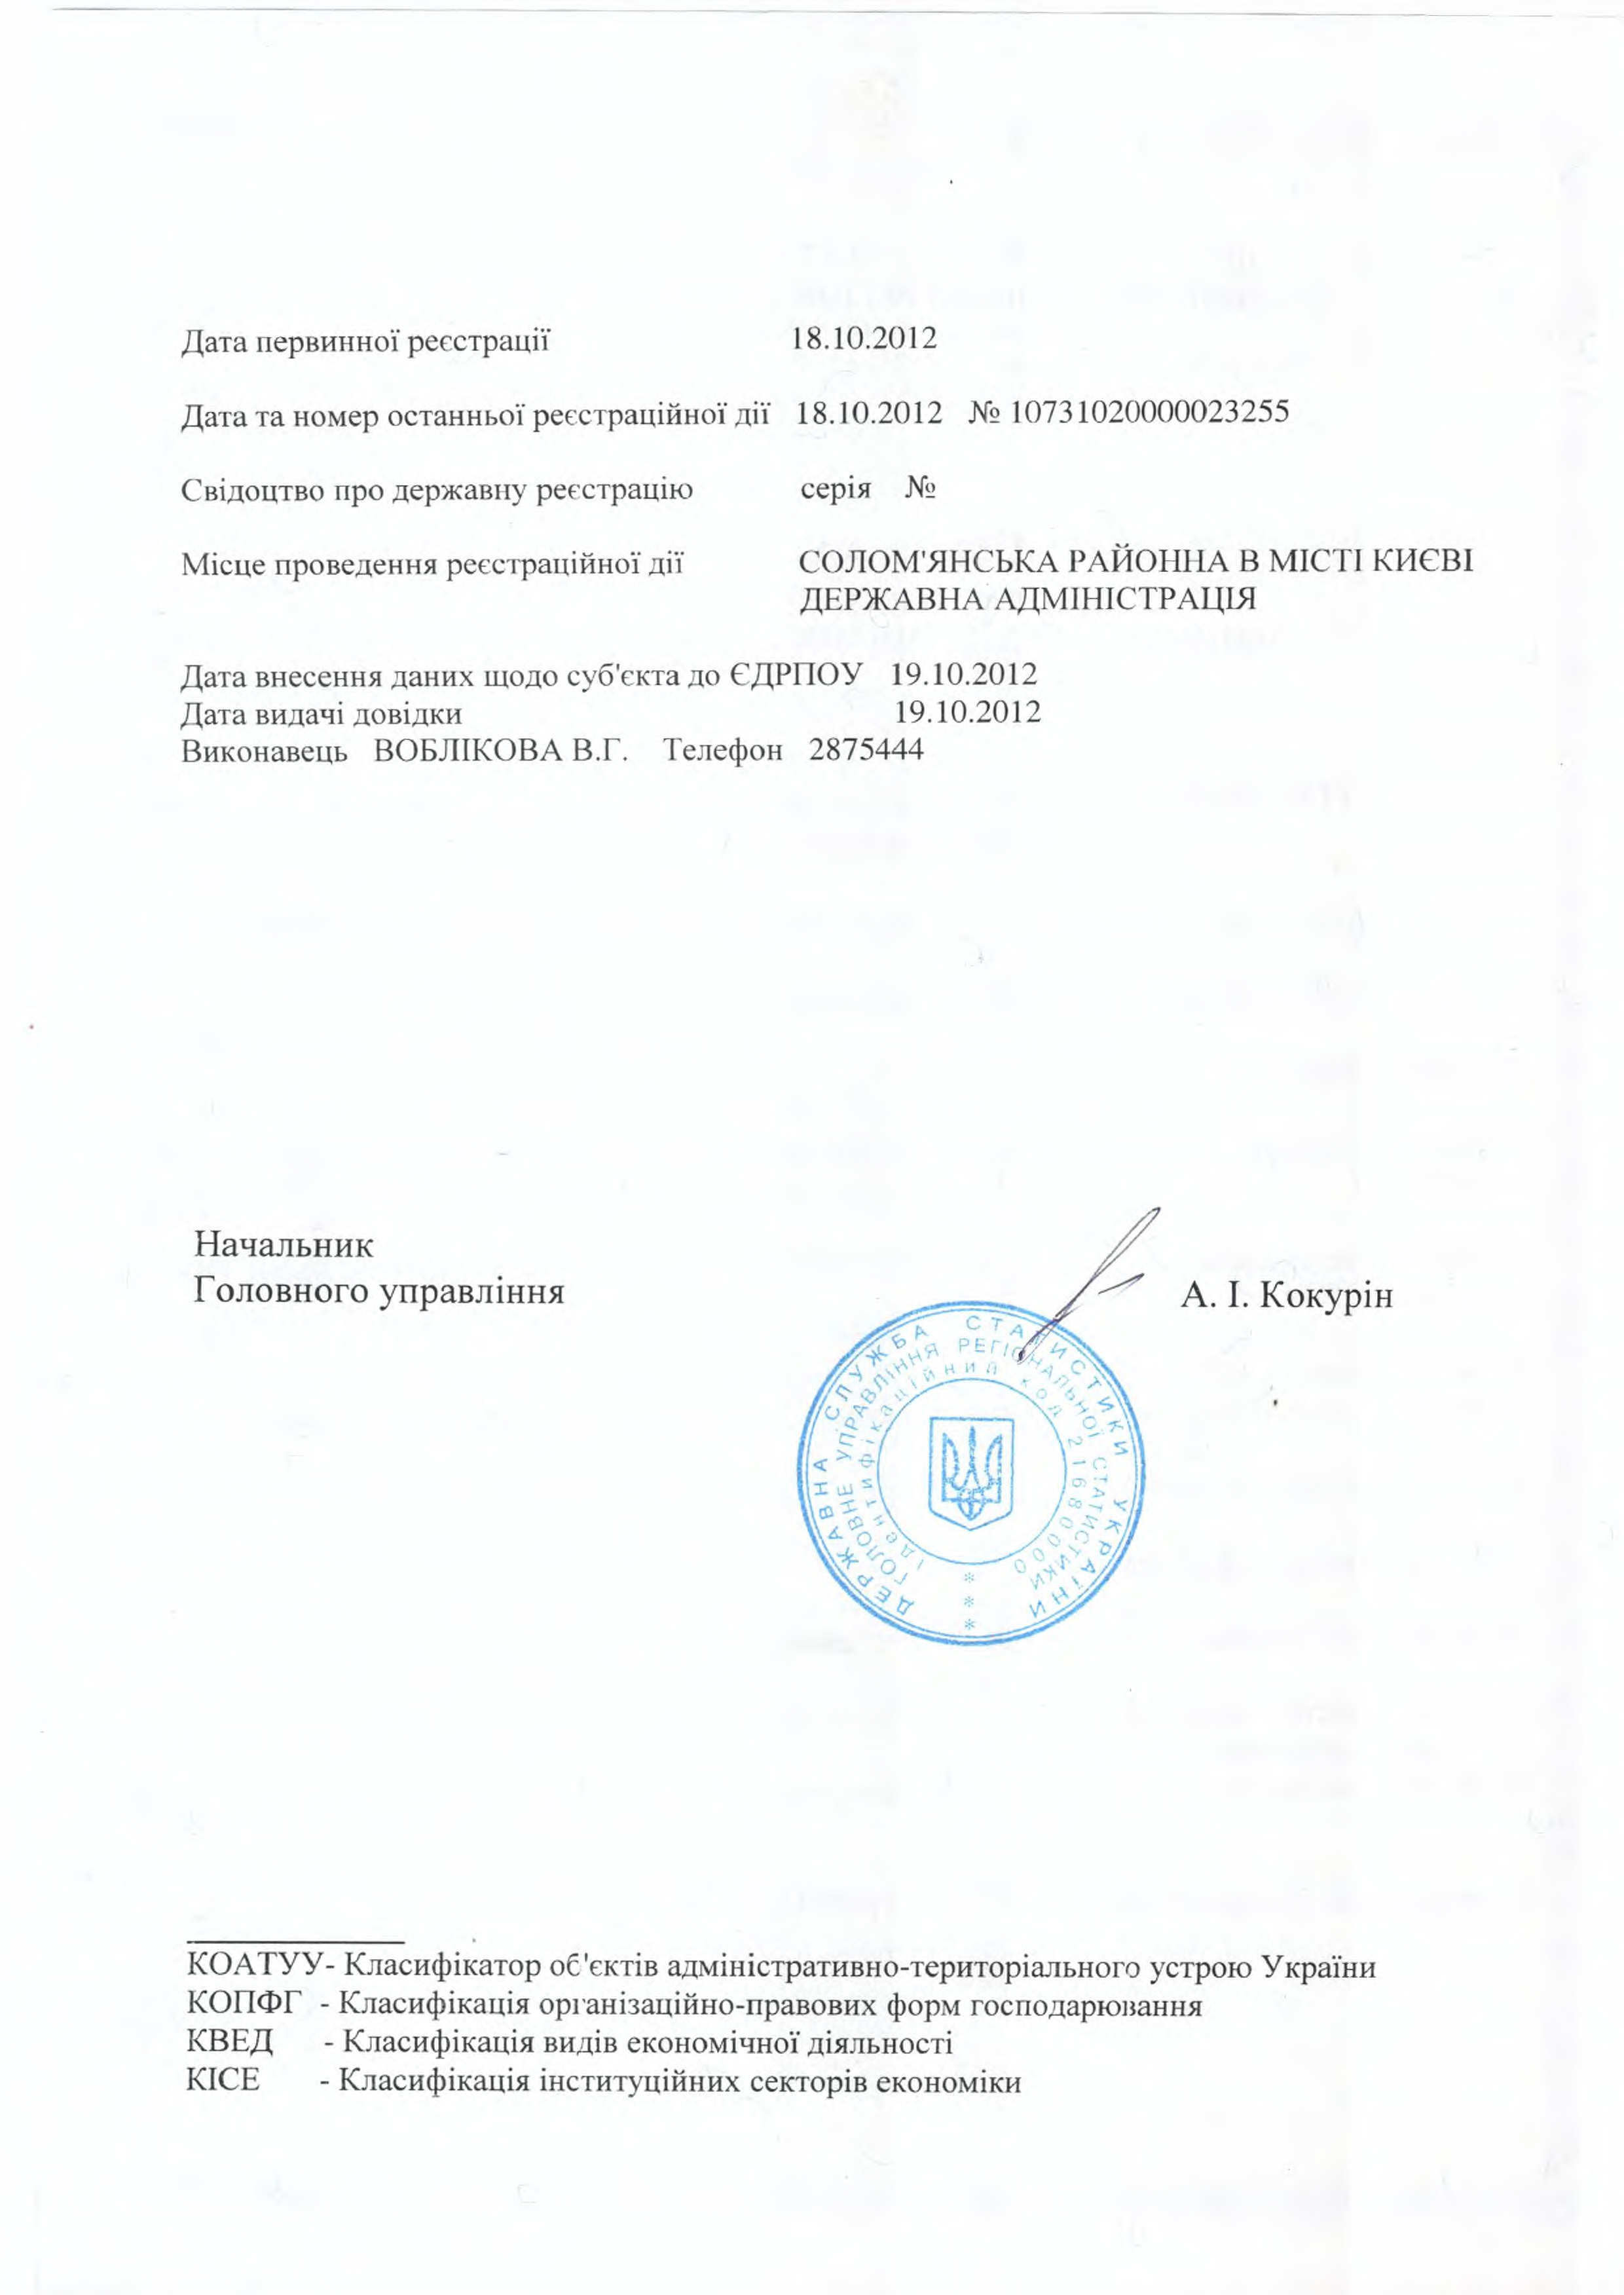 Дата первинної реєстрації 18.10.2012
Дата та номер останньої реєстраційної дії 18.10.2012 № 10731020000023255
Свідоцтво про державну реєстрацію серія №
Місце проведення реєстраційної дії СОЛОМ'ЯНСЬКА РАЙОННА В МІСТІ КИЄВІ
ДЕРЖАВНА АДМІНІСТРАЦІЯ
Дата внесення даних щодо суб'єкта до ЄДРПОУ 19.10.2012
Дата видачі довідки 19.10.2012
Виконавець ВОБЛІКОВА В.Г. Телефон 2875444
Начальник
Головного управління
А. І. Кокурін
ДЕРЖАВНА СЛУЖБА СТАТИСТИКИ УКРАЇНИ
ГОЛОВНЕ УПРАВЛІННЯ РЕГІОНАЛЬНОЇ СТАТИСТИКИ
Ідентифікаційний код 21680000
* * *
КОАТУУ- Класифікатор об'єктів адміністративно-територіального устрою України
КОПФГ - Класифікація організаційно-правових форм господарювання
КВЕД - Класифікація видів економічної діяльності
КІСЕ - Класифікація інституційних секторів економіки